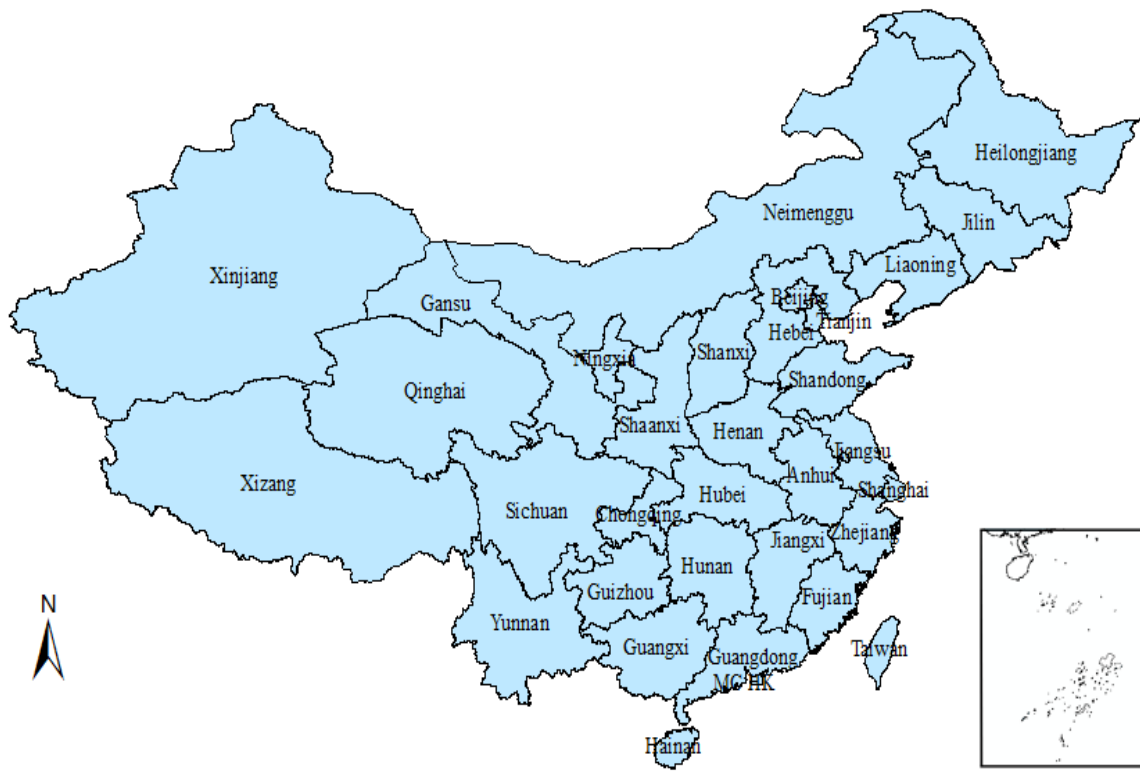 Heilongjiang
Neimenggu
Jilin
Liaoning
Xinjiang
Gansu
Beijing
Tianjin
Hebei
Ningxia
Shanxi
Shandong
Qinghai
Shaanxi
Henan
Jiangsu
Anhui
Xizang
Shanghai
Hubei
Sichuan
Chongqing
Zhejiang
Jiangxi
Hunan
Guizhou
Fujian
N
Yunnan
Guangxi
Taiwan
Guangdong
MC HK
Hainan